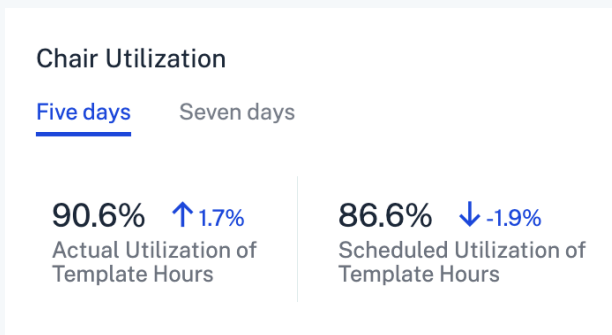 Chair Utilization
Five days
Seven days
90.6% ↑ 1.7%
Actual Utilization of
Template Hours
86.6% ↓ -1.9%
Scheduled Utilization of
Template Hours